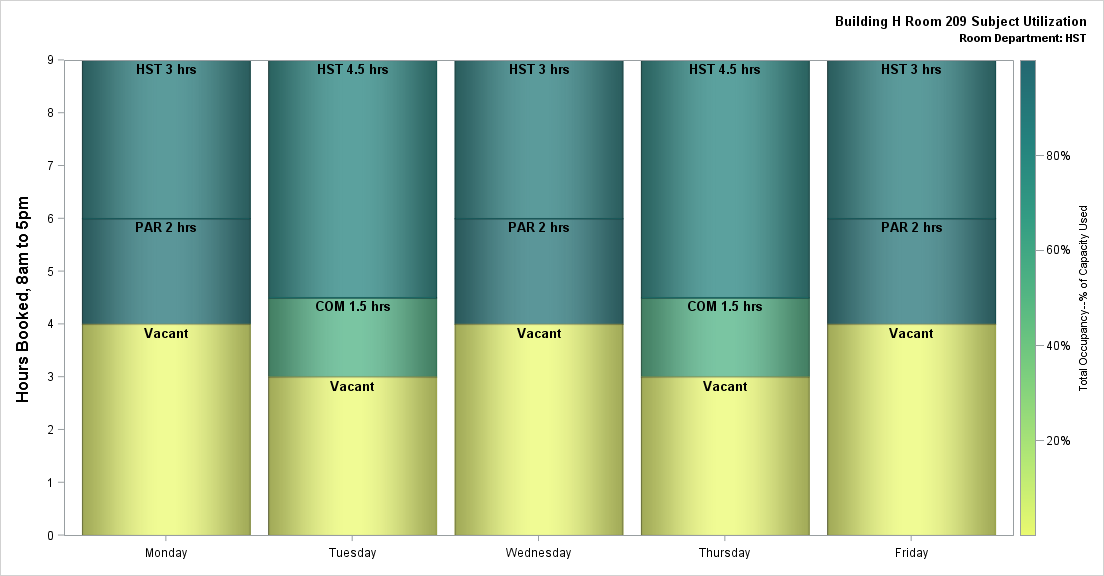 Building H Room 209 Subject Utilization
Room Department: HST
Hours Booked, 8am to 5pm
9
8
7
6
5
4
3
2
1
0
HST 3 hrs
PAR 2 hrs
Vacant
HST 4.5 hrs
COM 1.5 hrs
Vacant
HST 3 hrs
PAR 2 hrs
Vacant
HST 4.5 hrs
COM 1.5 hrs
Vacant
HST 3 hrs
PAR 2 hrs
Vacant
Monday
Tuesday
Wednesday
Thursday
Friday
80%
60%
40%
20%
Total Occupancy--% of Capacity Used